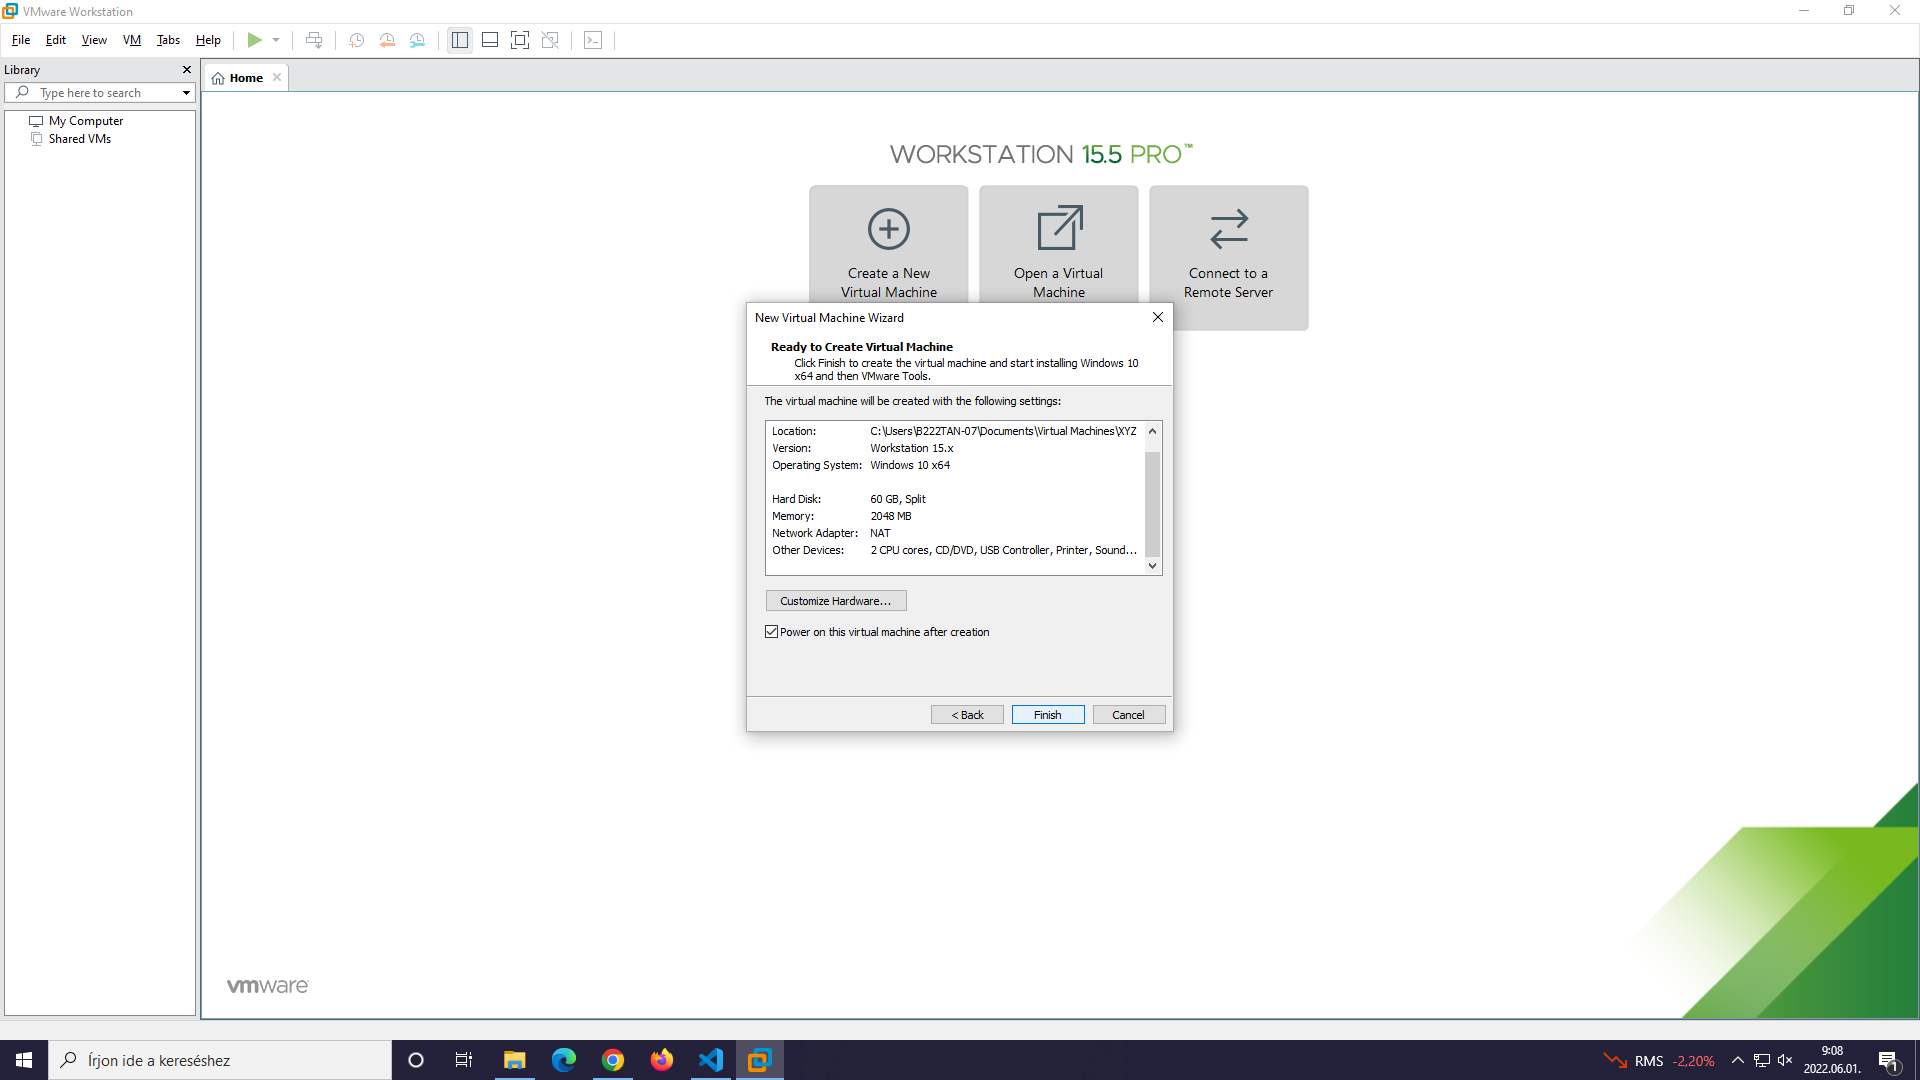 VMware Workstation
File Edit View VM Tabs Help
Library
Type here to search
My Computer
Shared VMs
Home
WORKSTATION 15.5 PRO™
Create a New
Virtual Machine
Open a Virtual
Machine
Connect to a
Remote Server
New Virtual Machine Wizard
Ready to Create Virtual Machine
Click Finish to create the virtual machine and start installing Windows 10
x64 and then VMware Tools.
The virtual machine will be created with the following settings:
Location: C:\Users\B222TAN-07\Documents\Virtual Machines\XYZ
Version: Workstation 15.x
Operating System: Windows 10 x64
Hard Disk: 60 GB, Split
Memory: 2048 MB
Network Adapter: NAT
Other Devices: 2 CPU cores, CD/DVD, USB Controller, Printer, Sound...
Customize Hardware...
Power on this virtual machine after creation
< Back Finish Cancel
vmware
Írjon ide a kereséshez
RMS -2,20%
9:08
2022.06.01.
1